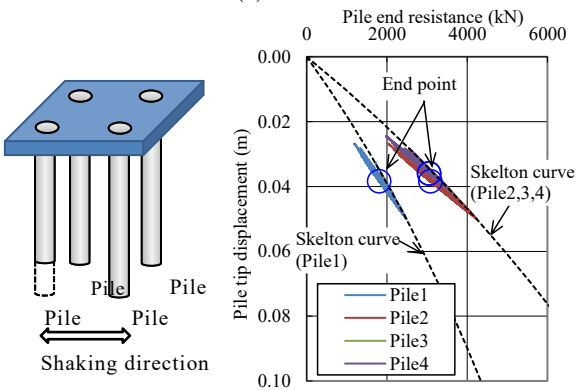 Pile
Pile
Pile
Pile
Shaking direction
Pile end resistance (kN)
0
2000
4000
6000
0.00
0.02
0.04
0.06
0.08
0.10
Pile tip displacement (m)
End point
Skelton curve
(Pile2,3,4)
Skelton curve
(Pile1)
Pile1
Pile2
Pile3
Pile4